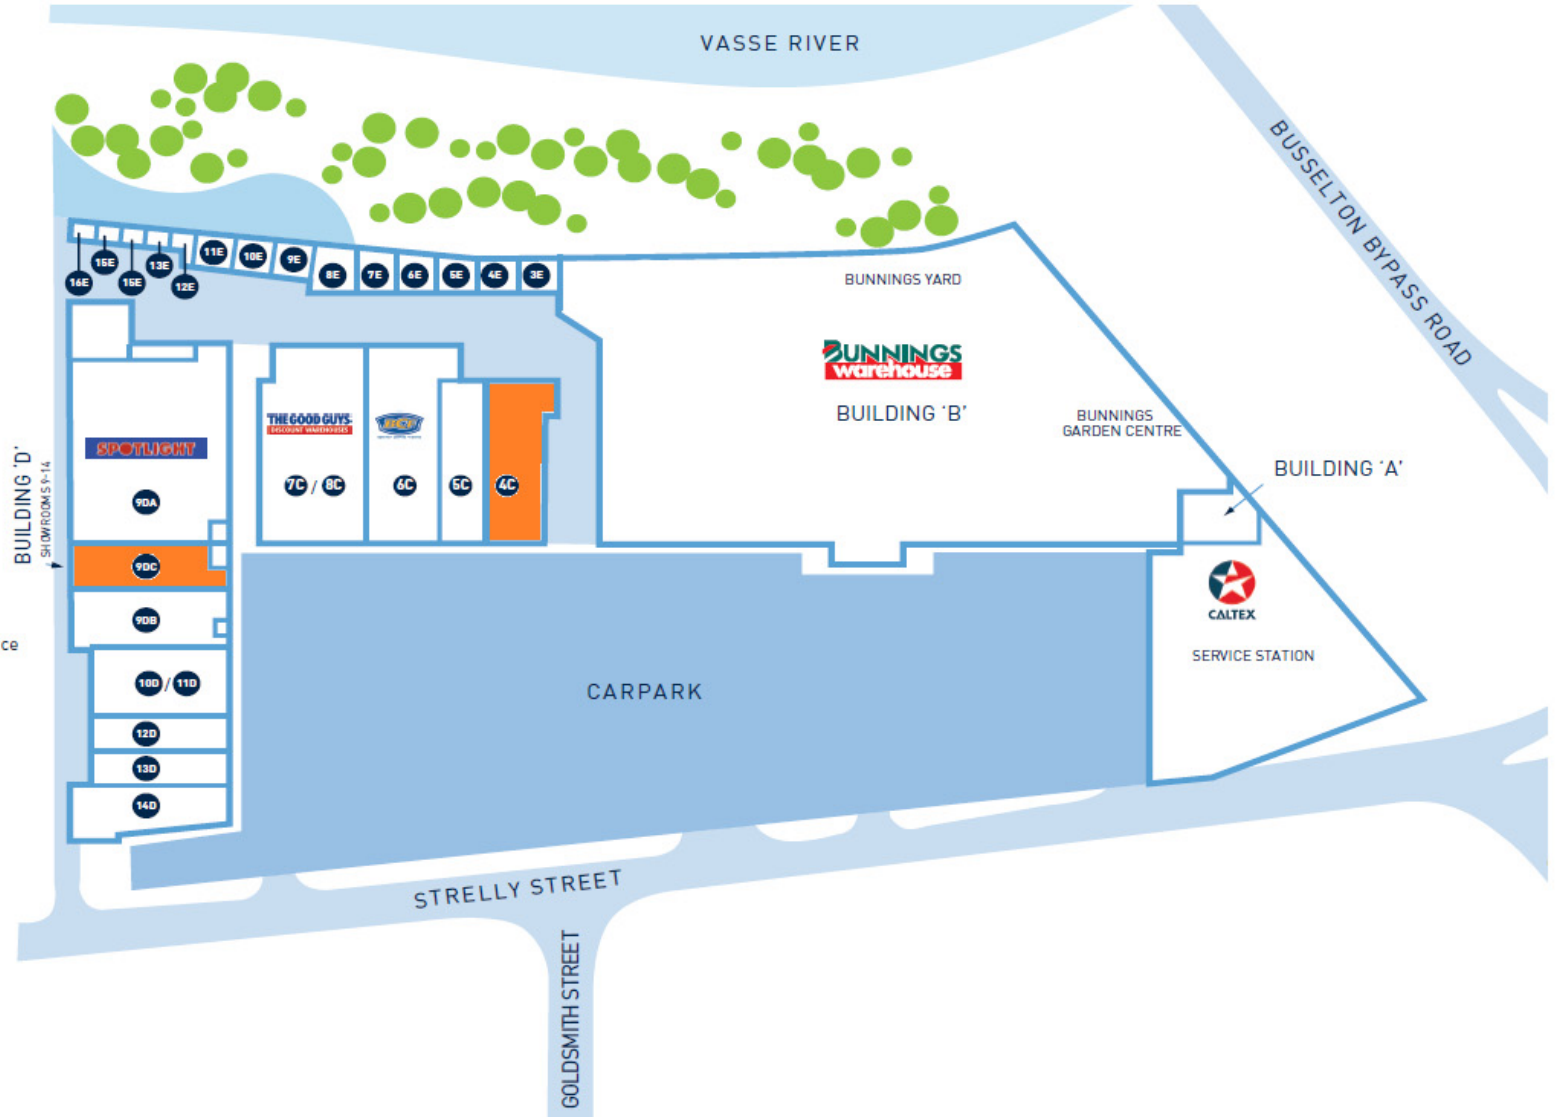 VASSE RIVER
BUSSELTON BYPASS ROAD
16E
15E
15E
13E
12E
11E
10E
9E
8E
7E
6E
5E
4E
3E
BUNNINGS YARD
BUNNINGS
warehouse
BUILDING 'B'
BUNNINGS
GARDEN CENTRE
BUILDING 'A'
THE GOOD GUYS
DISCOUNT WAREHOUSES
BCF
7C / 8C
6C
5C
4C
SPOTLIGHT
9DA
BUILDING 'D'
SHOWROOMS 9-14
9DC
9DB
ce
10D / 11D
12D
13D
14D
CALTEX
SERVICE STATION
CARPARK
STRELLY STREET
GOLDSMITH STREET